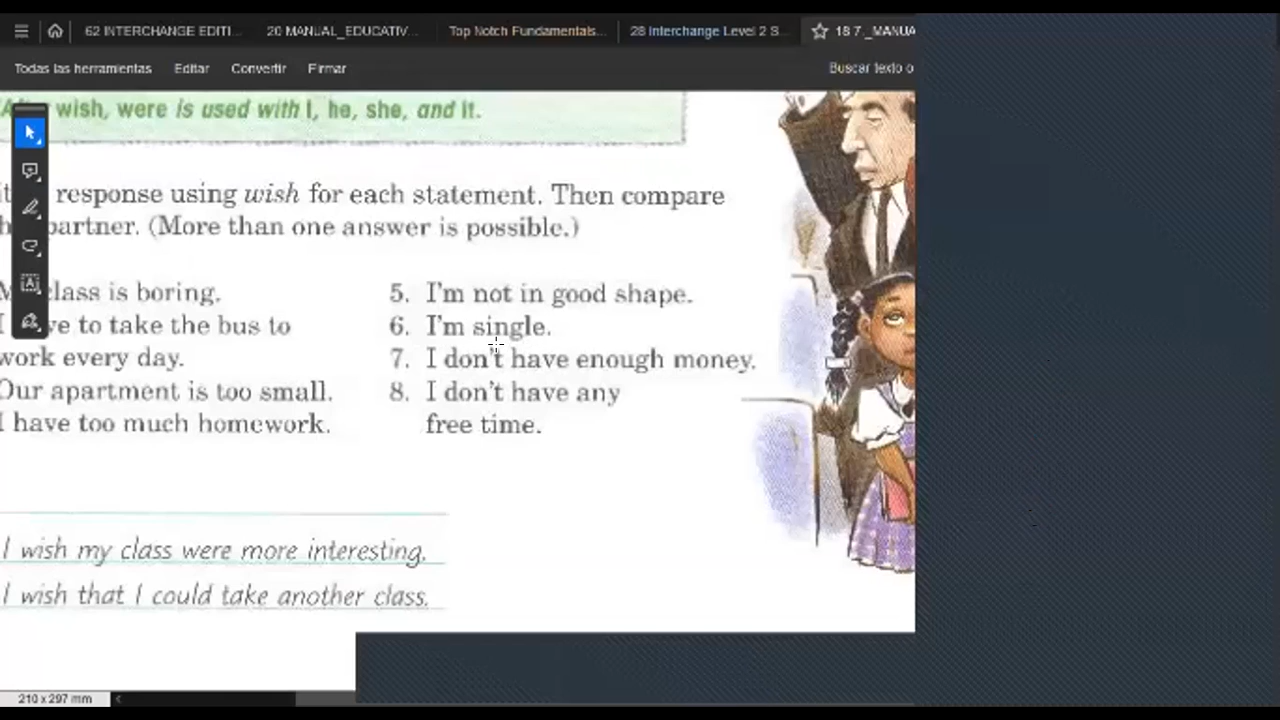 62 INTERCHANGE EDITI...
20 MANUAL_EDUCATIV...
Top Notch Fundamentals...
28 Interchange Level 2 S...
18 7._MANUA
Todas las herramientas
Editar
Convertir
Firmar
Buscar texto o
wish, were is used with I, he, she, and it.
response using wish for each statement. Then compare
partner. (More than one answer is possible.)
class is boring.
ve to take the bus to
work every day.
Our apartment is too small.
I have too much homework.
5. I'm not in good shape.
6. I'm single.
7. I don't have enough money.
8. I don't have any
free time.
I wish my class were more interesting.
I wish that I could take another class.
210 x 297 mm